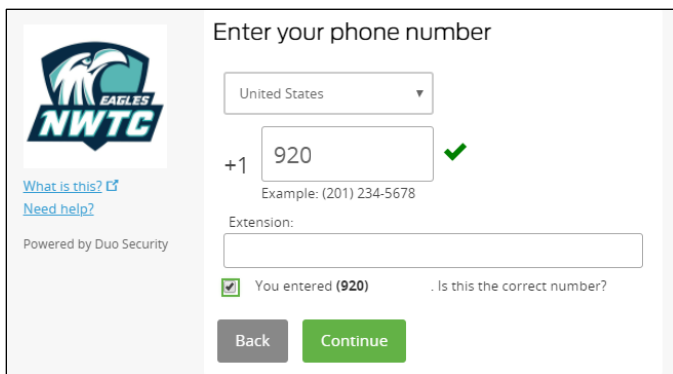 Enter your phone number
EAGLES
NWTC
United States
+1 920
Example: (201) 234-5678
What is this?
Need help?
Extension:
Powered by Duo Security
You entered (920) . Is this the correct number?
Back Continue